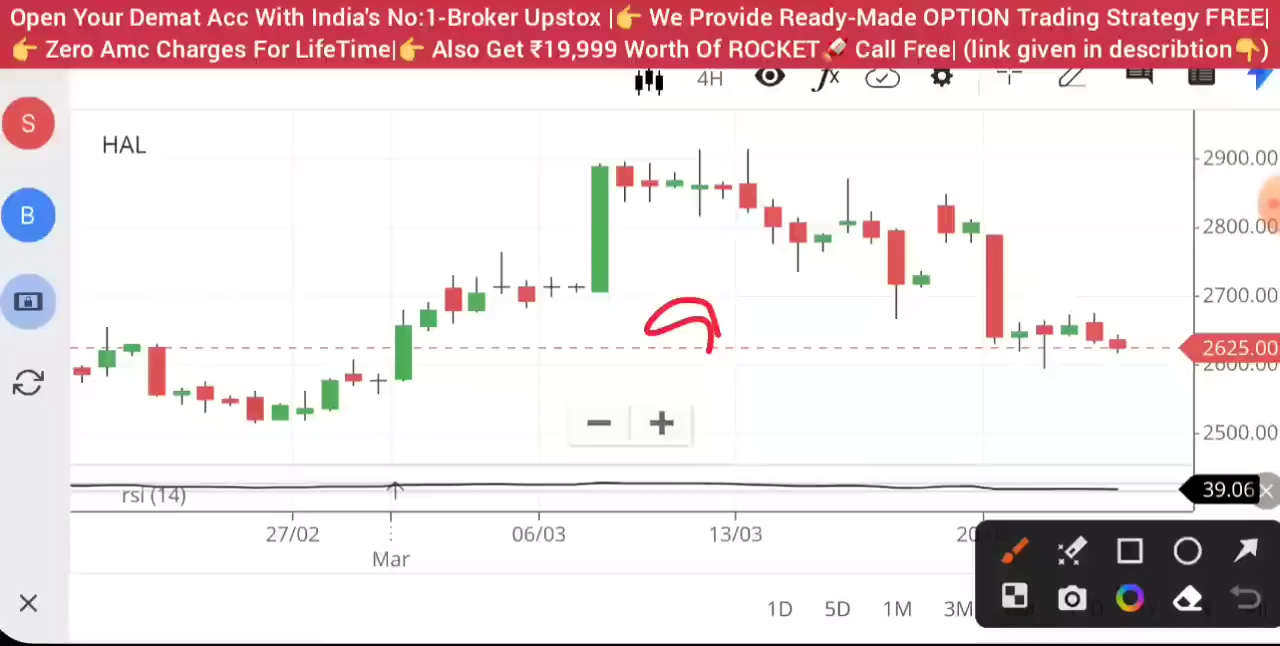 Open Your Demat Acc With India's No:1-Broker Upstox |👉 We Provide Ready-Made OPTION Trading Strategy FREE|
👉 Zero Amc Charges For LifeTime|👉 Also Get ₹19,999 Worth Of ROCKET🚀 Call Free| (link given in describtion👇)
4H
S
HAL
2900.00
B
2800.00
2700.00
2625.00
2600.00
2500.00
rsi (14)
39.06
27/02
06/03
13/03
Mar
1D 5D 1M 3M